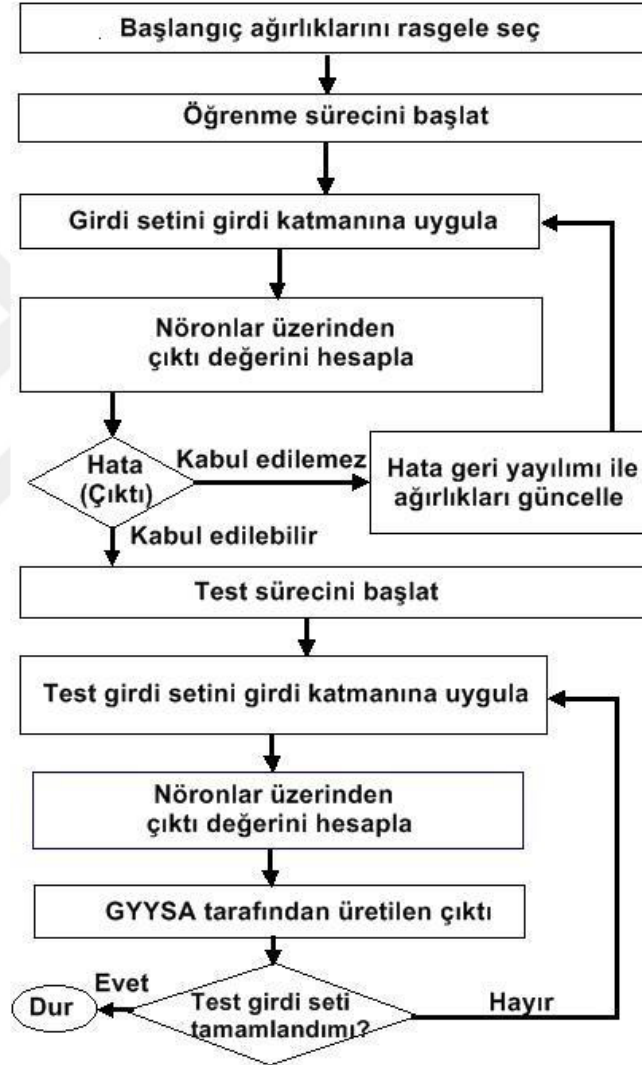 Başlangıç ağırlıklarını rasgele seç
Öğrenme sürecini başlat
Girdi setini girdi katmanına uygula
Nöronlar üzerinden
çıktı değerini hesapla
Hata
(Çıktı)
Kabul edilemez
Hata geri yayılımı ile
ağırlıkları güncelle
Kabul edilebilir
Test sürecini başlat
Test girdi setini girdi katmanına uygula
Nöronlar üzerinden
çıktı değerini hesapla
GYYSA tarafından üretilen çıktı
Test girdi seti
tamamlandımı?
Evet
Dur
Hayır